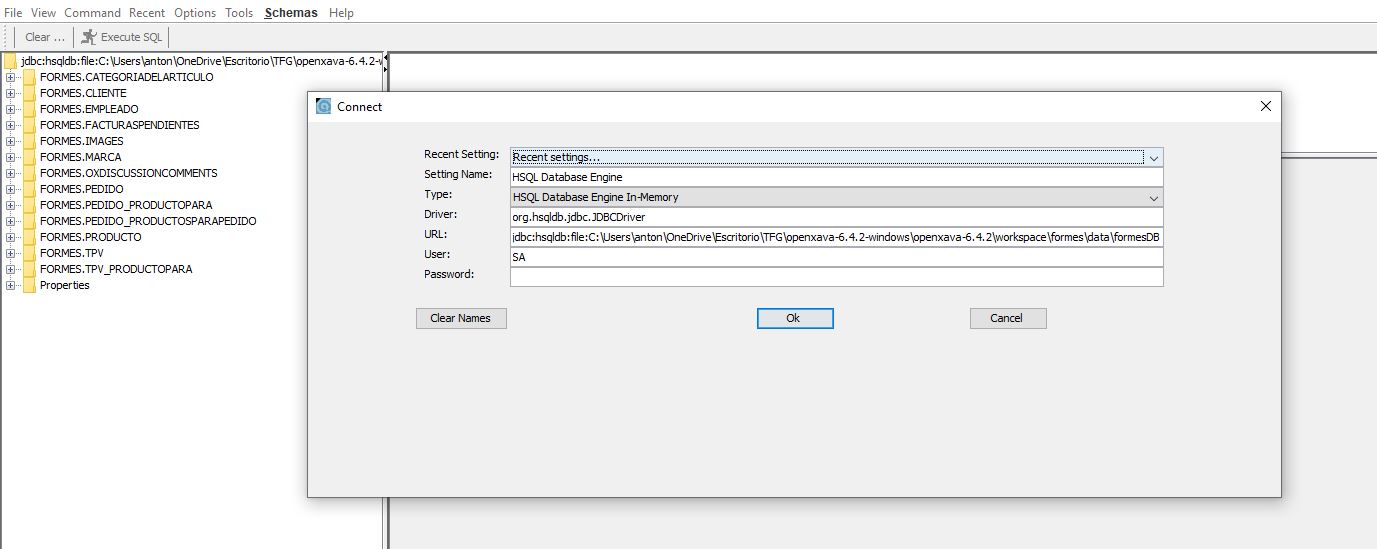 File View Command Recent Options Tools Schemas Help
Clear ... Execute SQL
jdbc:hsqldb:file:C:\Users\anton\OneDrive\Escritorio\TFG\openxava-6.4.2-w
FORMES.CATEGORIADELARTICULO
FORMES.CLIENTE
FORMES.EMPLEADO
FORMES.FACTURASPENDIENTES
FORMES.IMAGES
FORMES.MARCA
FORMES.OXDISCUSSIONCOMMENTS
FORMES.PEDIDO
FORMES.PEDIDO_PRODUCTOPARA
FORMES.PEDIDO_PRODUCTOSPARAPEDIDO
FORMES.PRODUCTO
FORMES.TPV
FORMES.TPV_PRODUCTOPARA
Properties
Connect
Recent Setting: Recent settings...
Setting Name: HSQL Database Engine
Type: HSQL Database Engine In-Memory
Driver: org.hsqldb.jdbc.JDBCDriver
URL: jdbc:hsqldb:file:C:\Users\anton\OneDrive\Escritorio\TFG\openxava-6.4.2-windows\openxava-6.4.2\workspace\formes\data\formesDB
User: SA
Password:
Clear Names Ok Cancel